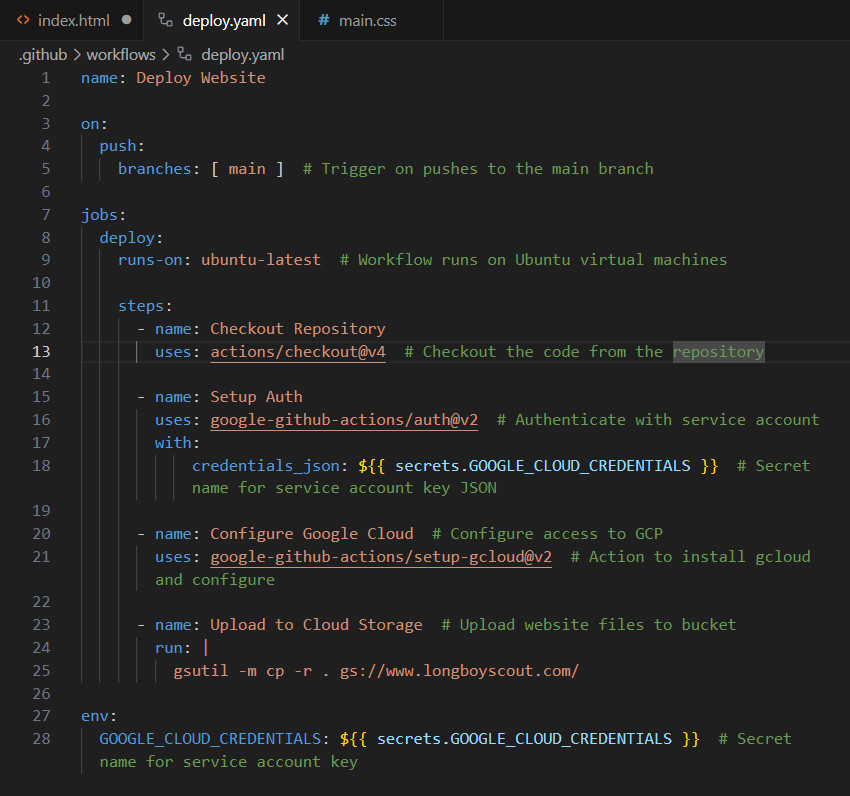 index.html deploy.yaml main.css
.github workflows deploy.yaml
1 name: Deploy Website
2
3 on:
4 push:
5 branches: [ main ] # Trigger on pushes to the main branch
6
7 jobs:
8 deploy:
9 runs-on: ubuntu-latest # Workflow runs on Ubuntu virtual machines
10
11 steps:
12 - name: Checkout Repository
13 uses: actions/checkout@v4 # Checkout the code from the repository
14
15 - name: Setup Auth
16 uses: google-github-actions/auth@v2 # Authenticate with service account
17 with:
18 credentials_json: ${{ secrets.GOOGLE_CLOUD_CREDENTIALS }} # Secret
name for service account key JSON
19
20 - name: Configure Google Cloud # Configure access to GCP
21 uses: google-github-actions/setup-gcloud@v2 # Action to install gcloud
and configure
22
23 - name: Upload to Cloud Storage # Upload website files to bucket
24 run: |
25 gsutil -m cp -r . gs://www.longboyscout.com/
26
27 env:
28 GOOGLE_CLOUD_CREDENTIALS: ${{ secrets.GOOGLE_CLOUD_CREDENTIALS }} # Secret
name for service account key